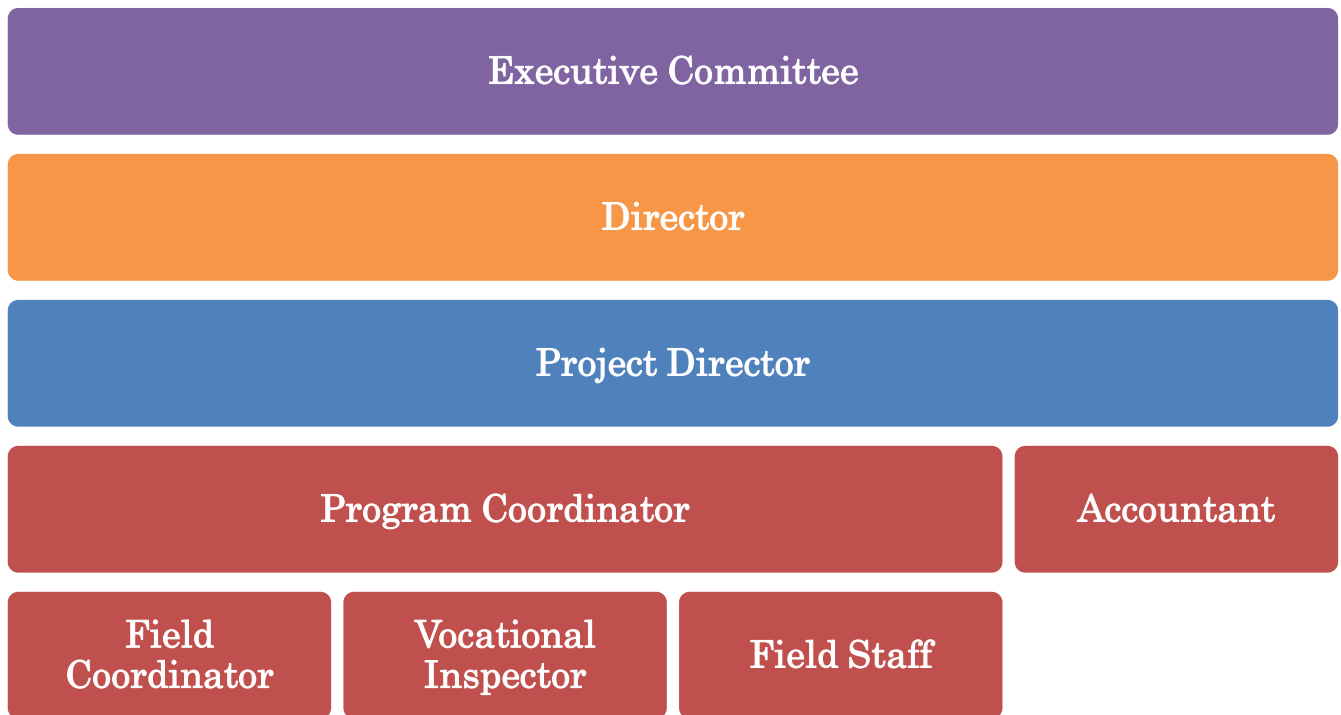 Executive Committee
Director
Project Director
Program Coordinator
Accountant
Field
Coordinator
Vocational
Inspector
Field Staff